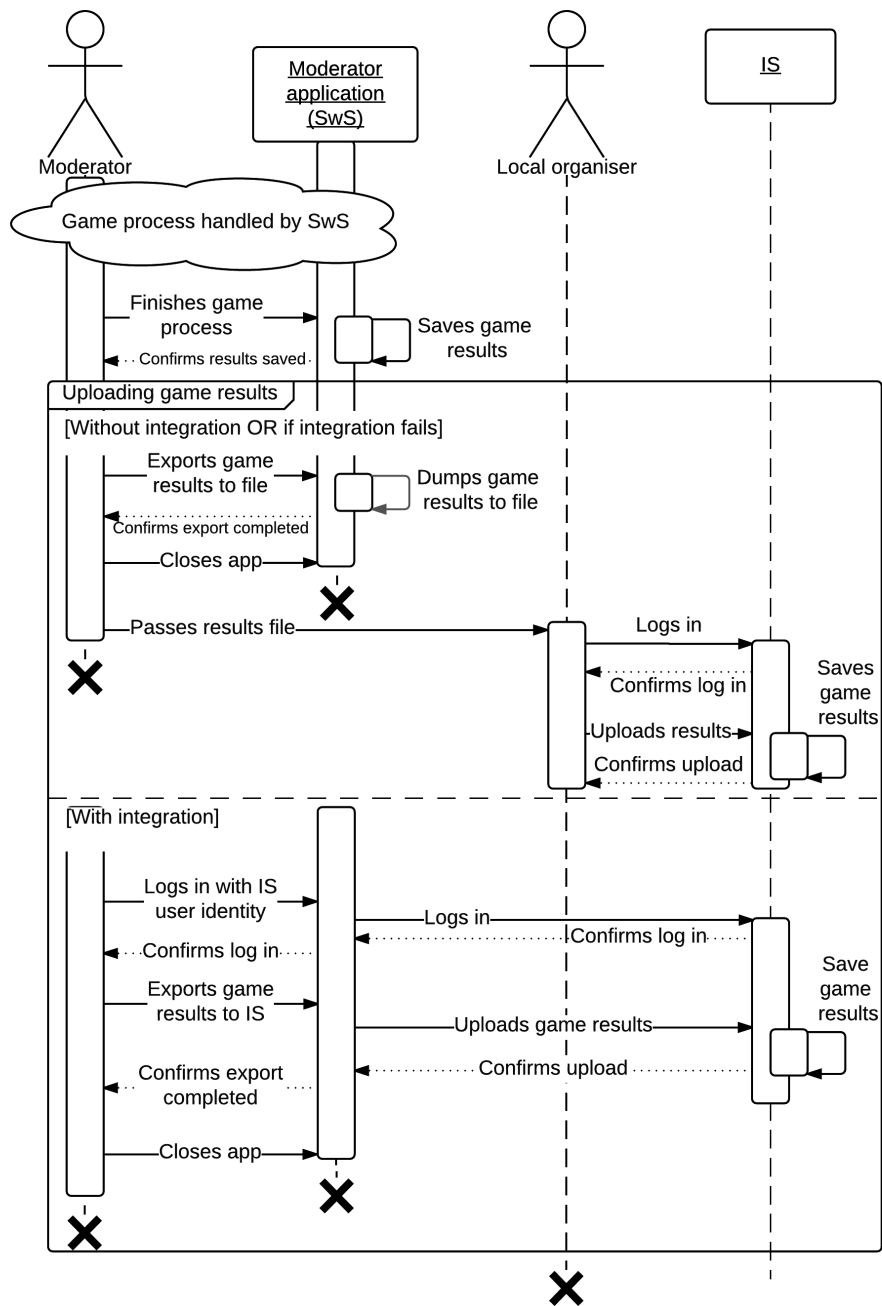 Moderator
application
(SwS)
IS
Moderator
Local organiser
Game process handled by SwS
Finishes game
process
Saves game
results
Confirms results saved
Uploading game results
[Without integration OR if integration fails]
Exports game
results to file
Dumps game
results to file
Confirms export completed
Closes app
Passes results file
Logs in
Confirms log in
Saves
game
results
Uploads results
Confirms upload
[With integration]
Logs in with IS
user identity
Logs in
Confirms log in
Confirms log in
Save
game
results
Exports game
results to IS
Uploads game results
Confirms upload
Confirms export
completed
Closes app